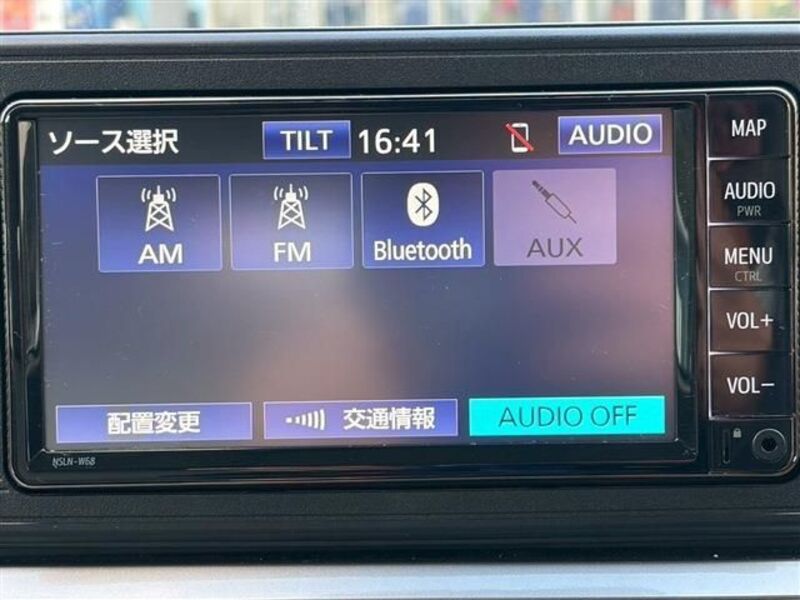 ソース選択 TILT 16:41 AUDIO
AM FM Bluetooth AUX
配置変更 交通情報 AUDIO OFF
NSLN-W68
MAP
AUDIO
PWR
MENU
CTRL
VOL+
VOL-